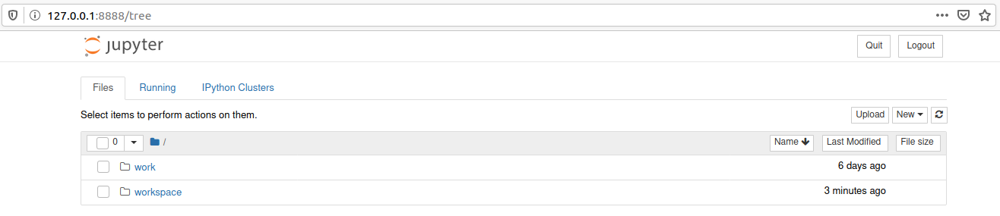 127.0.0.1:8888/tree
jupyter
Quit Logout
Files Running IPython Clusters
Select items to perform actions on them.
Upload New
0 / Name Last Modified File size
work 6 days ago
workspace 3 minutes ago